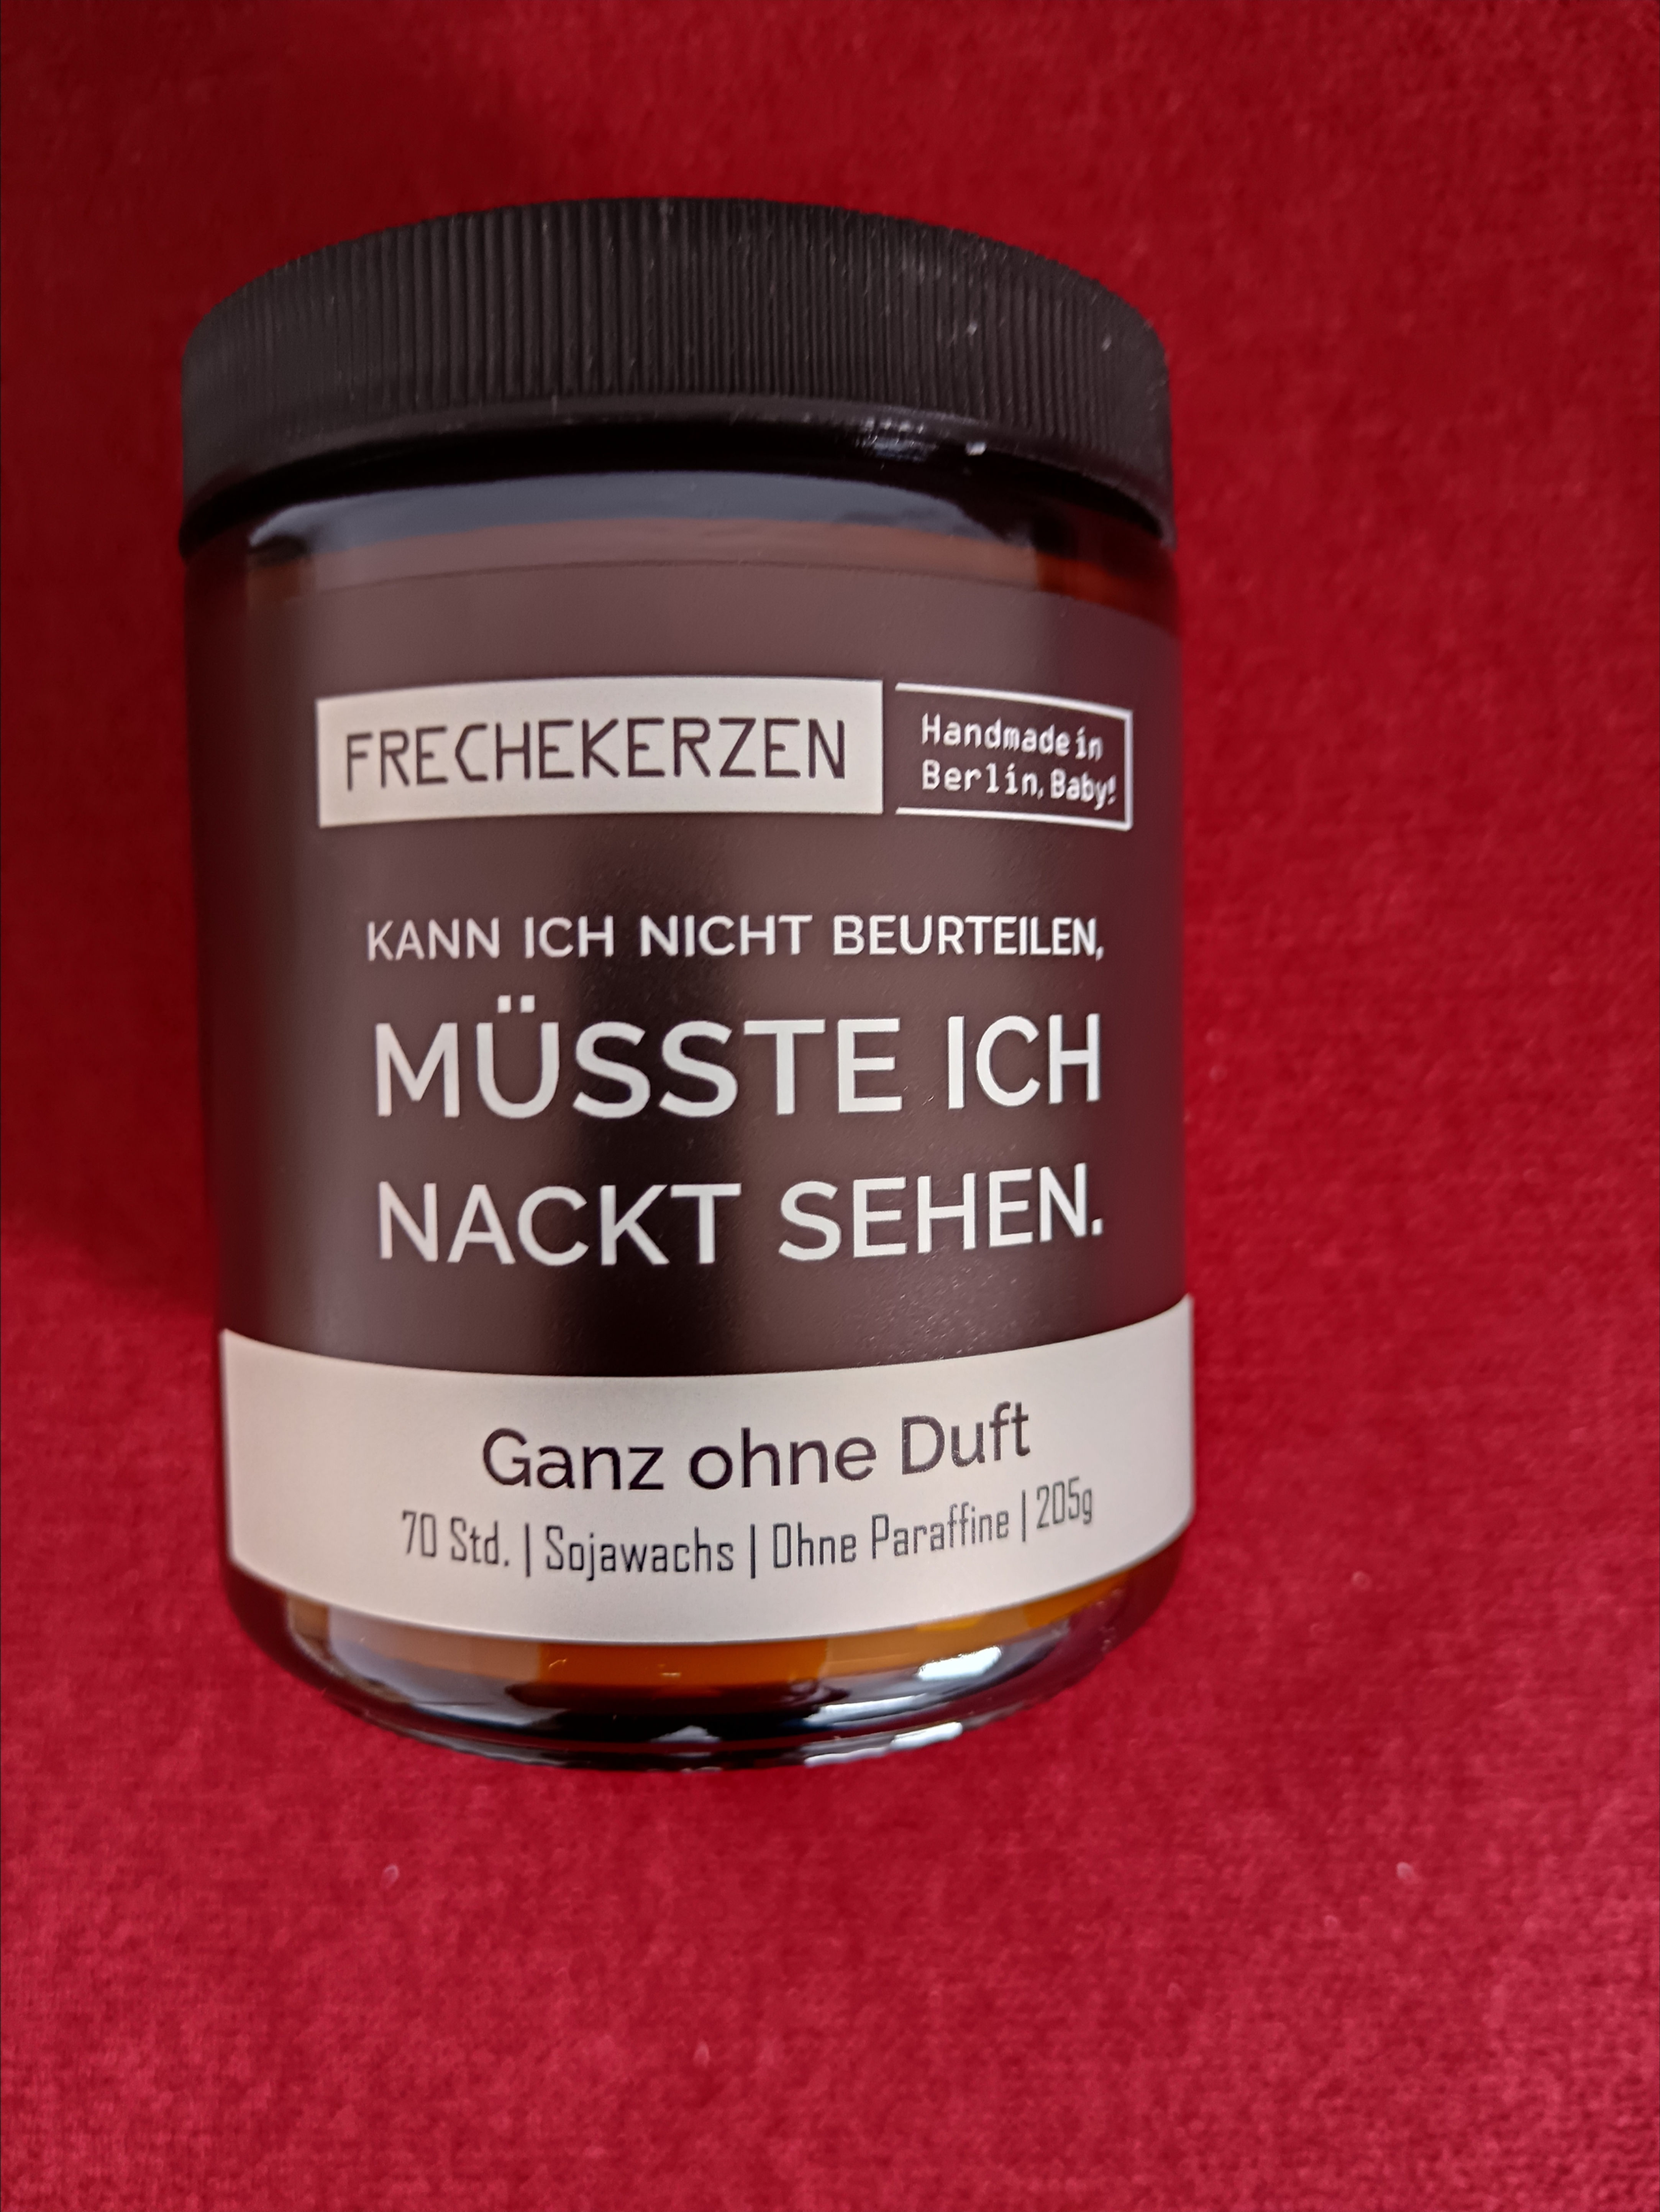 FRECHEKERZEN
Handmade in
Berlin, Baby!
KANN ICH NICHT BEURTEILEN,
MÜSSTE ICH
NACKT SEHEN.
Ganz ohne Duft
70 Std. | Sojawachs | Ohne Paraffine | 205g